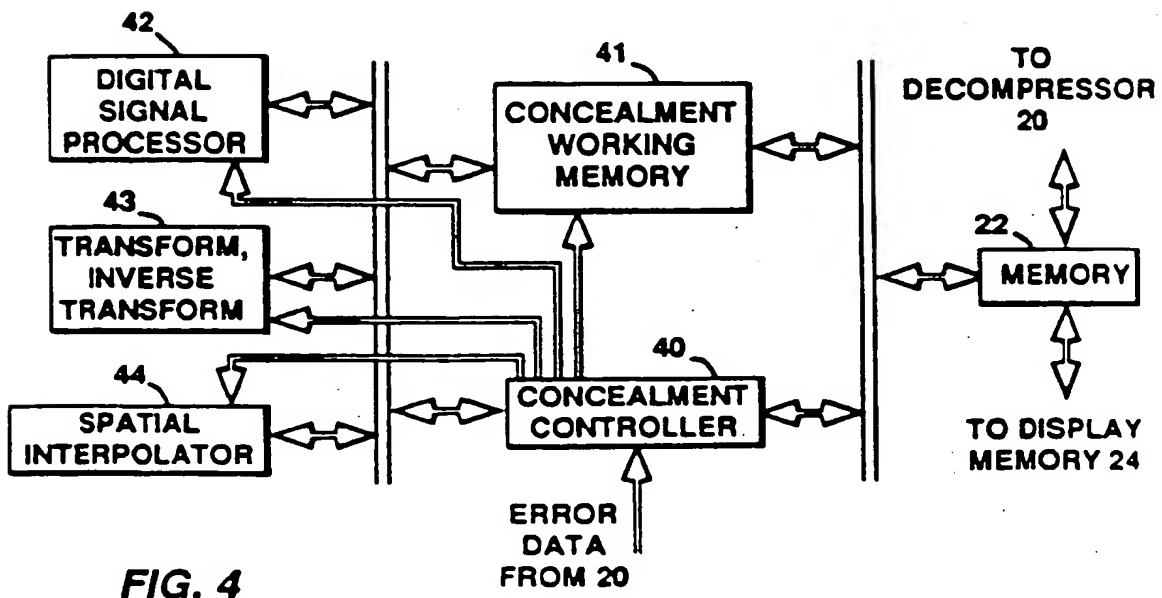 42
DIGITAL
SIGNAL
PROCESSOR
41
CONCEALMENT
WORKING
MEMORY
TO
DECOMPRESSOR
20
43
TRANSFORM,
INVERSE
TRANSFORM
22
MEMORY
44
SPATIAL
INTERPOLATOR
40
CONCEALMENT
CONTROLLER
TO DISPLAY
MEMORY 24
ERROR
DATA
FROM 20
FIG. 4